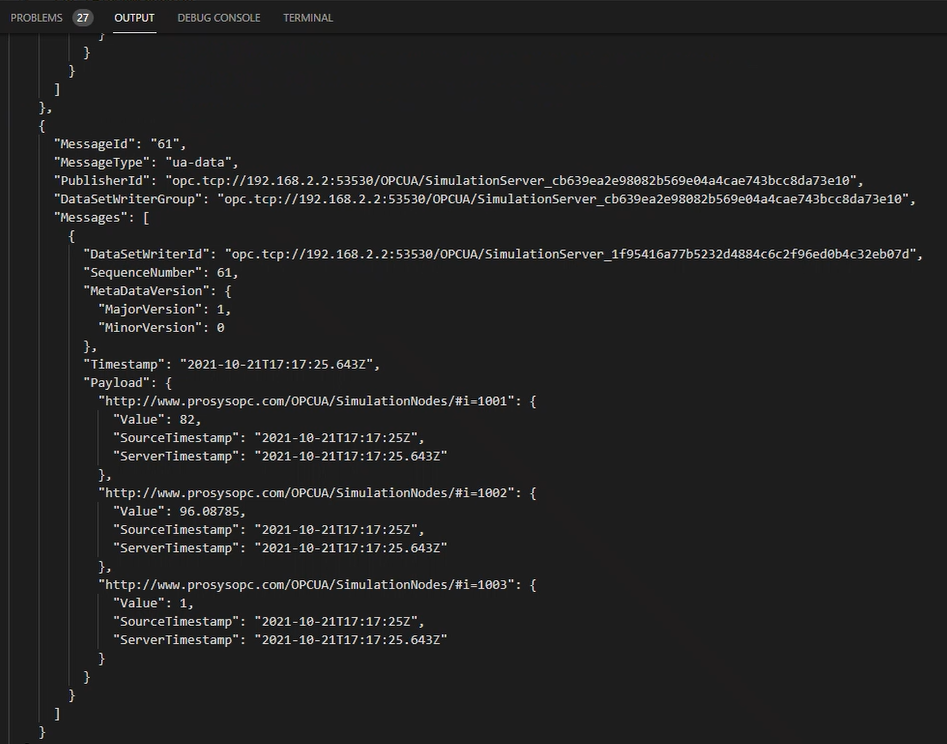 PROBLEMS 27 OUTPUT DEBUG CONSOLE TERMINAL
}
}
}
]
},
{
"MessageId": "61",
"MessageType": "ua-data",
"PublisherId": "opc.tcp://192.168.2.2:53530/OPCUA/SimulationServer_cb639ea2e98082b569e04a4cae743bcc8da73e10",
"DataSetWriterGroup": "opc.tcp://192.168.2.2:53530/OPCUA/SimulationServer_cb639ea2e98082b569e04a4cae743bcc8da73e10",
"Messages": [
{
"DataSetWriterId": "opc.tcp://192.168.2.2:53530/OPCUA/SimulationServer_1f95416a77b5232d4884c6c2f96ed0b4c32eb07d",
"SequenceNumber": 61,
"MetaDataVersion": {
"MajorVersion": 1,
"MinorVersion": 0
},
"Timestamp": "2021-10-21T17:17:25.643Z",
"Payload": {
"http://www.prosysopc.com/OPCUA/SimulationNodes/#i=1001": {
"Value": 82,
"SourceTimestamp": "2021-10-21T17:17:25Z",
"ServerTimestamp": "2021-10-21T17:17:25.643Z"
},
"http://www.prosysopc.com/OPCUA/SimulationNodes/#i=1002": {
"Value": 96.08785,
"SourceTimestamp": "2021-10-21T17:17:25Z",
"ServerTimestamp": "2021-10-21T17:17:25.643Z"
},
"http://www.prosysopc.com/OPCUA/SimulationNodes/#i=1003": {
"Value": 1,
"SourceTimestamp": "2021-10-21T17:17:25Z",
"ServerTimestamp": "2021-10-21T17:17:25.643Z"
}
}
}
]
}